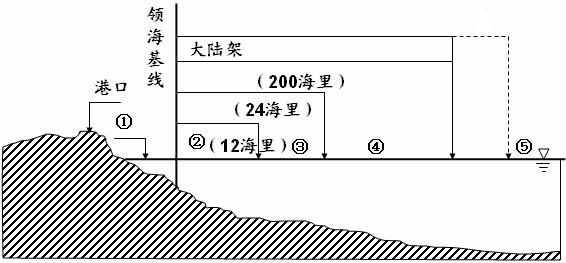 领海基线
大陆架
(200海里)
港口
(24海里)
①
② (12海里) ③ ④ ⑤